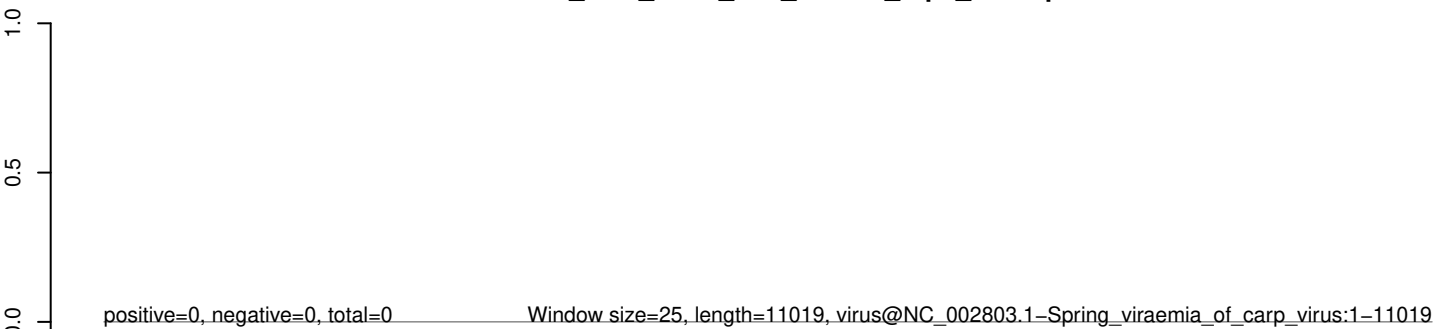 1.0
0.5
0.0
positive=0, negative=0, total=0
Window size=25, length=11019, virus@NC_002803.1−Spring_viraemia_of_carp_virus:1−11019